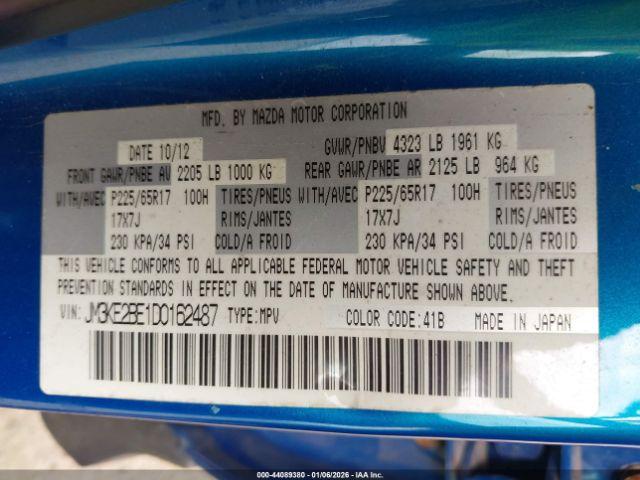 MFD. BY MAZDA MOTOR CORPORATION
DATE 10/12 GVWR/PNBV 4323 LB 1961 KG
FRONT GAWR/PNBE AV 2205 LB 1000 KG REAR GAWR/PNBE AR 2125 LB 964 KG
WITH/AVEC P225/65R17 100H TIRES/PNEUS WITH/AVEC P225/65R17 100H TIRES/PNEUS
17X7J RIMS/JANTES 17X7J RIMS/JANTES
230 KPA/34 PSI COLD/A FROID 230 KPA/34 PSI COLD/A FROID
THIS VEHICLE CONFORMS TO ALL APPLICABLE FEDERAL MOTOR VEHICLE SAFETY AND THEFT
PREVENTION STANDARDS IN EFFECT ON THE DATE OF MANUFACTURE SHOWN ABOVE.
VIN: JM3KE2BE1D0162487 TYPE:MPV COLOR CODE:41B MADE IN JAPAN
000-44089380 - 01/06/2026 - IAA Inc.